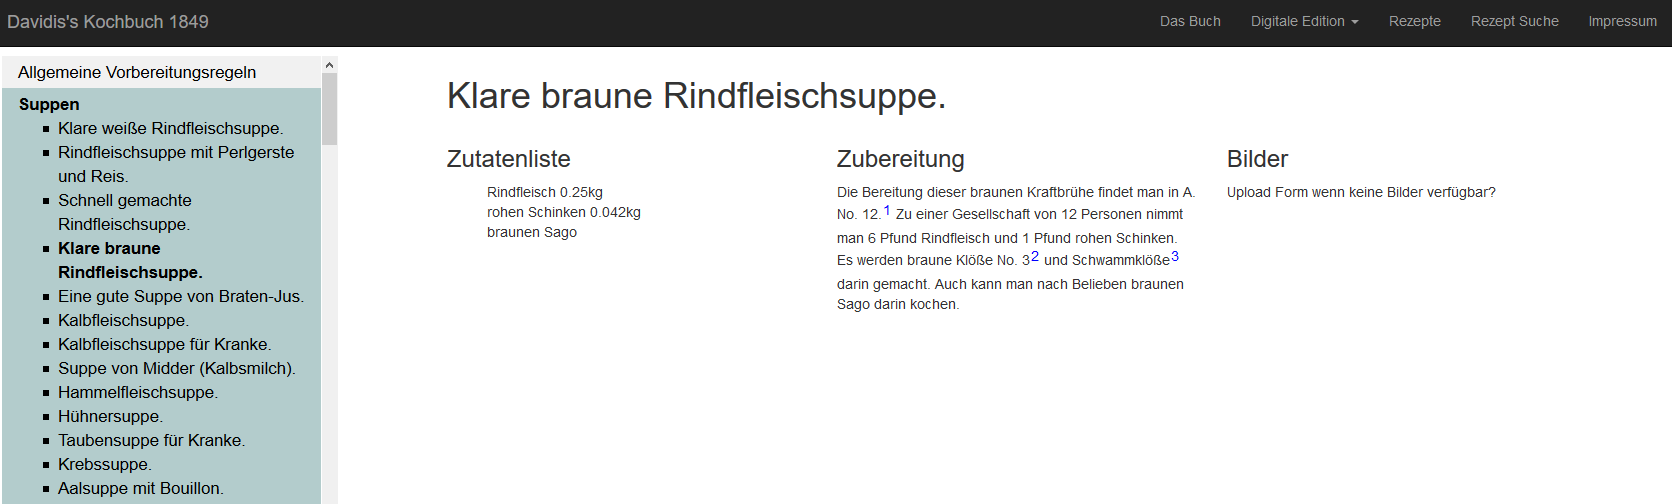 Davidis's Kochbuch 1849
Das Buch
Digitale Edition
Rezepte
Rezept Suche
Impressum
Allgemeine Vorbereitungsregeln
Suppen
Klare weiße Rindfleischsuppe.
Rindfleischsuppe mit Perlgerste
und Reis.
Schnell gemachte
Rindfleischsuppe.
Klare braune
Rindfleischsuppe.
Eine gute Suppe von Braten-Jus.
Kalbfleischsuppe.
Kalbfleischsuppe für Kranke.
Suppe von Midder (Kalbsmilch).
Hammelfleischsuppe.
Hühnersuppe.
Taubensuppe für Kranke.
Krebssuppe.
Aalsuppe mit Bouillon.
Klare braune Rindfleischsuppe.
Zutatenliste
Rindfleisch 0.25kg
rohen Schinken 0.042kg
braunen Sago
Zubereitung
Die Bereitung dieser braunen Kraftbrühe findet man in A.
No. 12.1 Zu einer Gesellschaft von 12 Personen nimmt
man 6 Pfund Rindfleisch und 1 Pfund rohen Schinken.
Es werden braune Klöße No. 32 und Schwammklöße3
darin gemacht. Auch kann man nach Belieben braunen
Sago darin kochen.
Bilder
Upload Form wenn keine Bilder verfügbar?